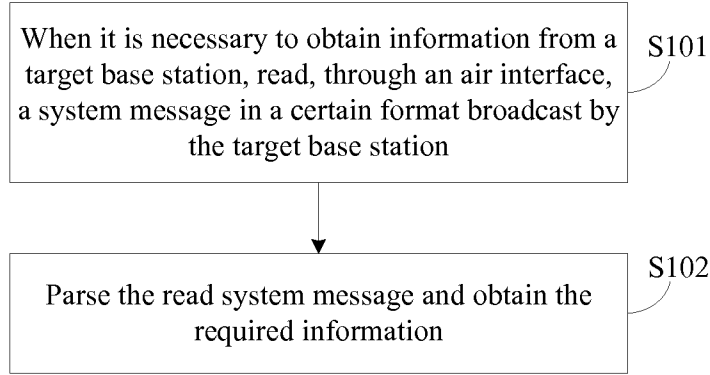 When it is necessary to obtain information from a
target base station, read, through an air interface,
a system message in a certain format broadcast by
the target base station
S101
Parse the read system message and obtain the
required information
S102